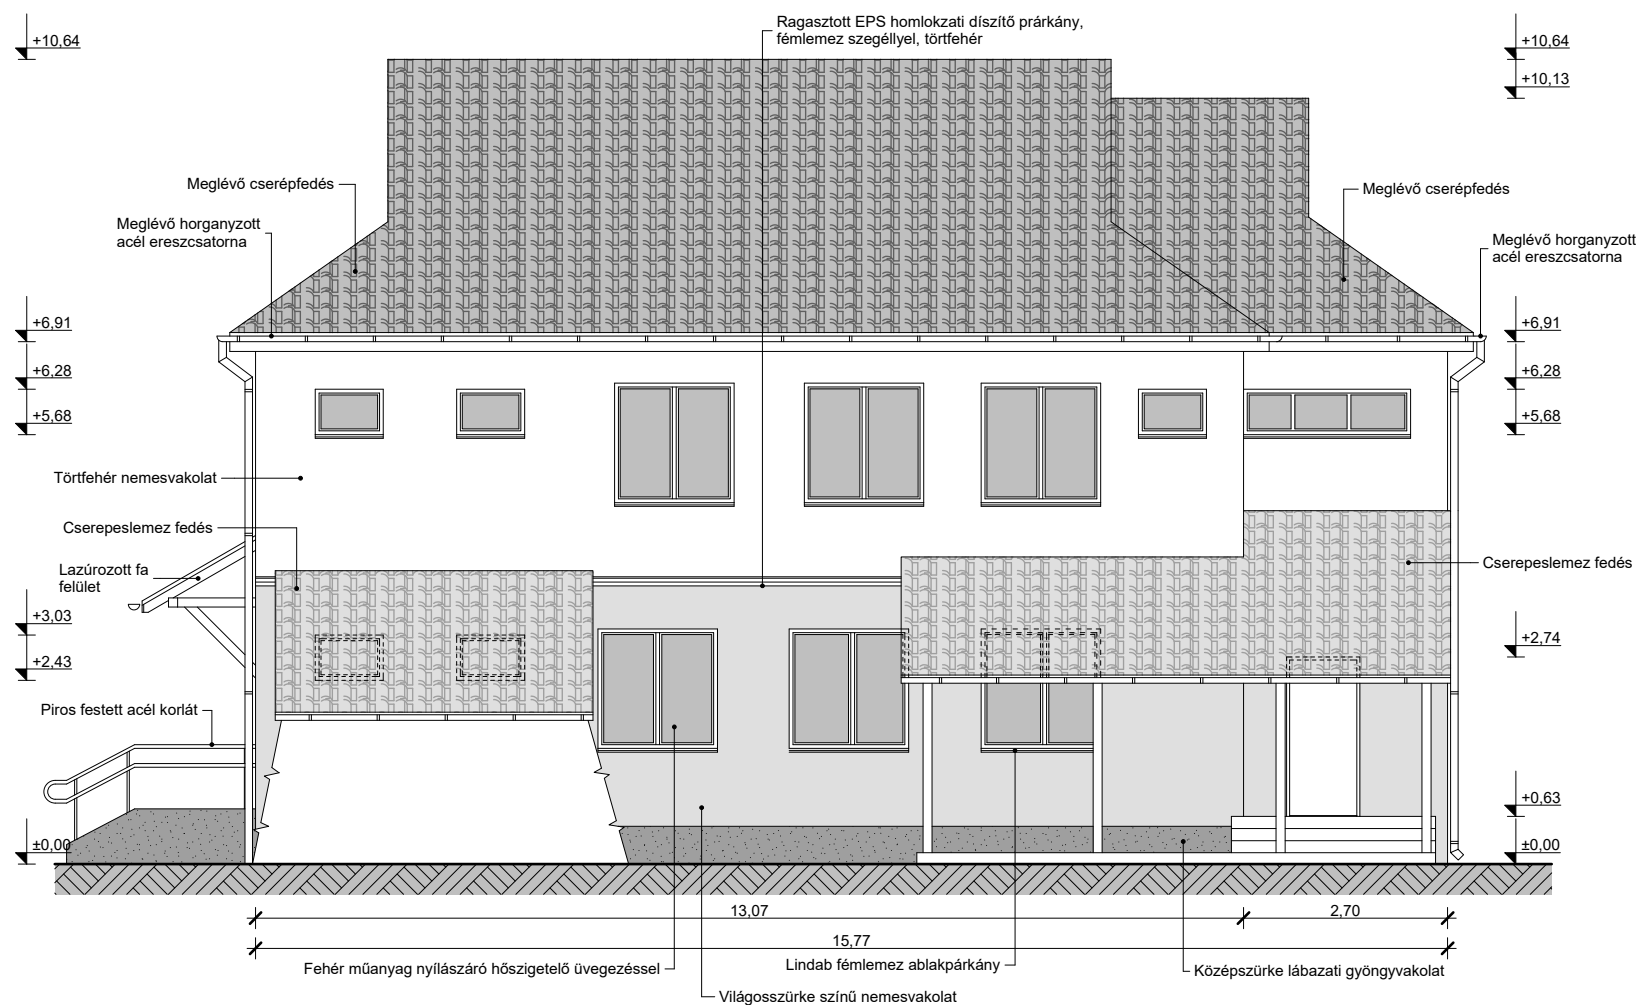 Ragasztott EPS homlokzati díszítő prárkány,
fémlemez szegéllyel, törtfehér
+10,64
+10,64
+10,13
Meglévő cserépfedés
Meglévő cserépfedés
Meglévő horganyzott
acél ereszcsatorna
Meglévő horganyzott
acél ereszcsatorna
+6,91
+6,91
+6,28
+6,28
+5,68
+5,68
Törtfehér nemesvakolat
Cserepeslemez fedés
Cserepeslemez fedés
Lazúrozott fa
felület
+3,03
+2,74
+2,43
Piros festett acél korlát
+0,63
±0,00
±0,00
13,07
2,70
15,77
Fehér műanyag nyílászáró hőszigetelő üvegezéssel
Lindab fémlemez ablakpárkány
Középszürke lábazati gyöngyvakolat
Világosszürke színű nemesvakolat